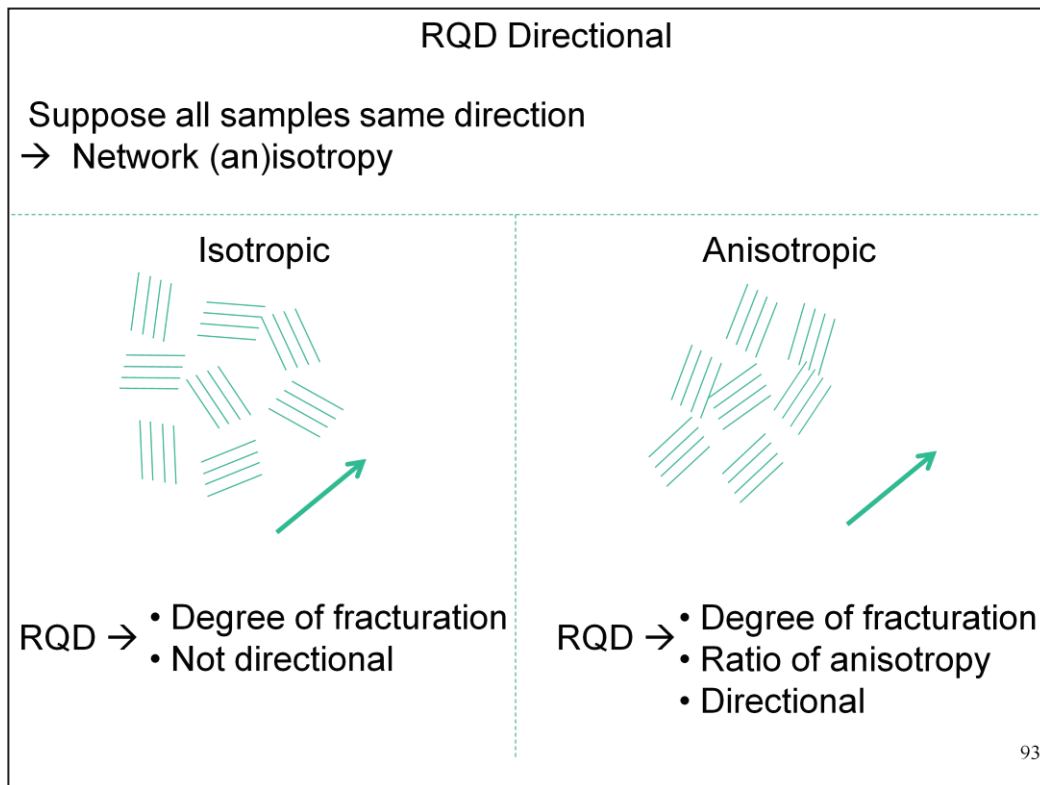 RQD Directional
Suppose all samples same direction
→ Network (an)isotropy
Isotropic
RQD → • Degree of fracturation
• Not directional
Anisotropic
RQD → • Degree of fracturation
• Ratio of anisotropy
• Directional
93